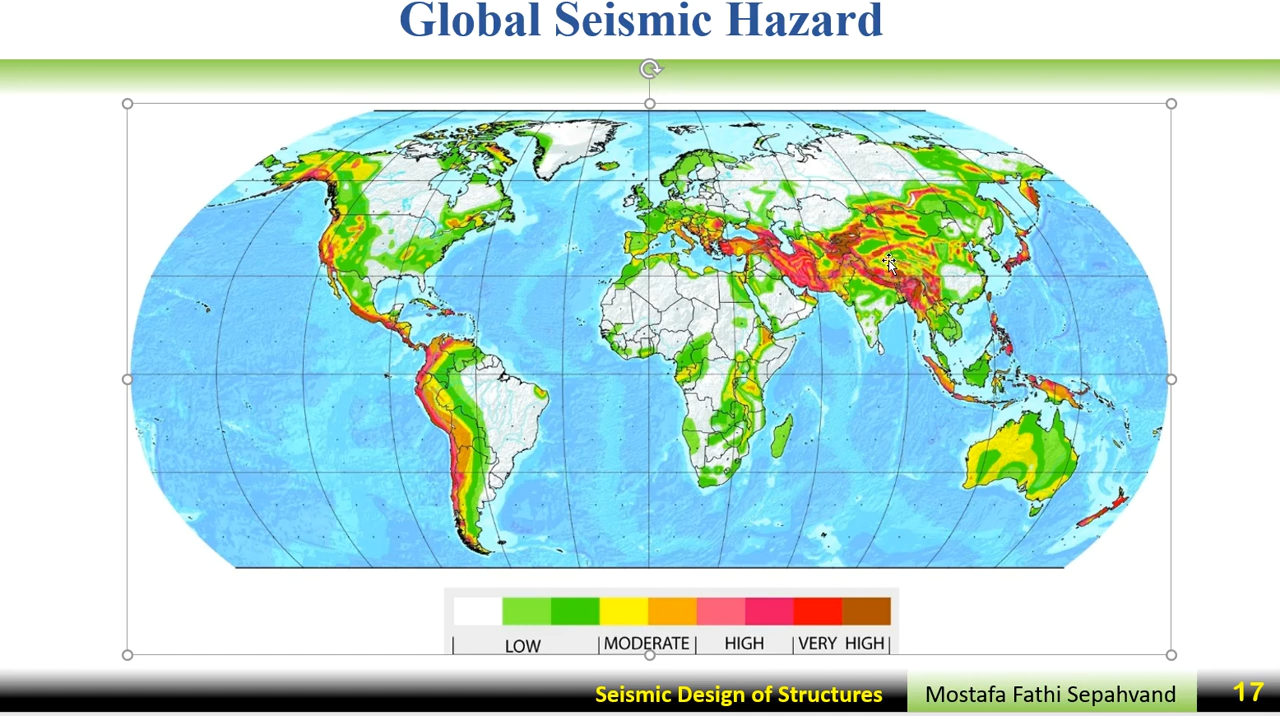 Global Seismic Hazard
LOW | MODERATE | HIGH | VERY HIGH
Seismic Design of Structures
Mostafa Fathi Sepahvand
17